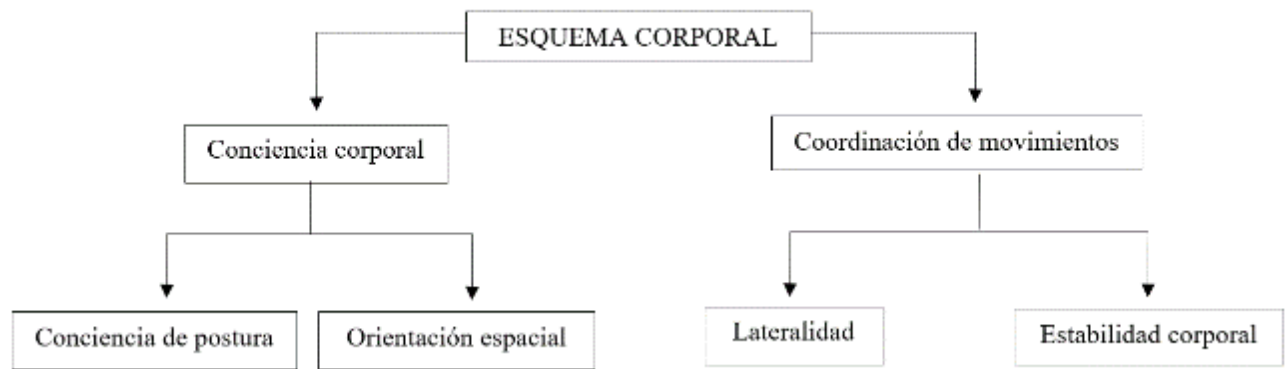 ESQUEMA CORPORAL
Conciencia corporal
Coordinación de movimientos
Conciencia de postura
Orientación espacial
Lateralidad
Estabilidad corporal